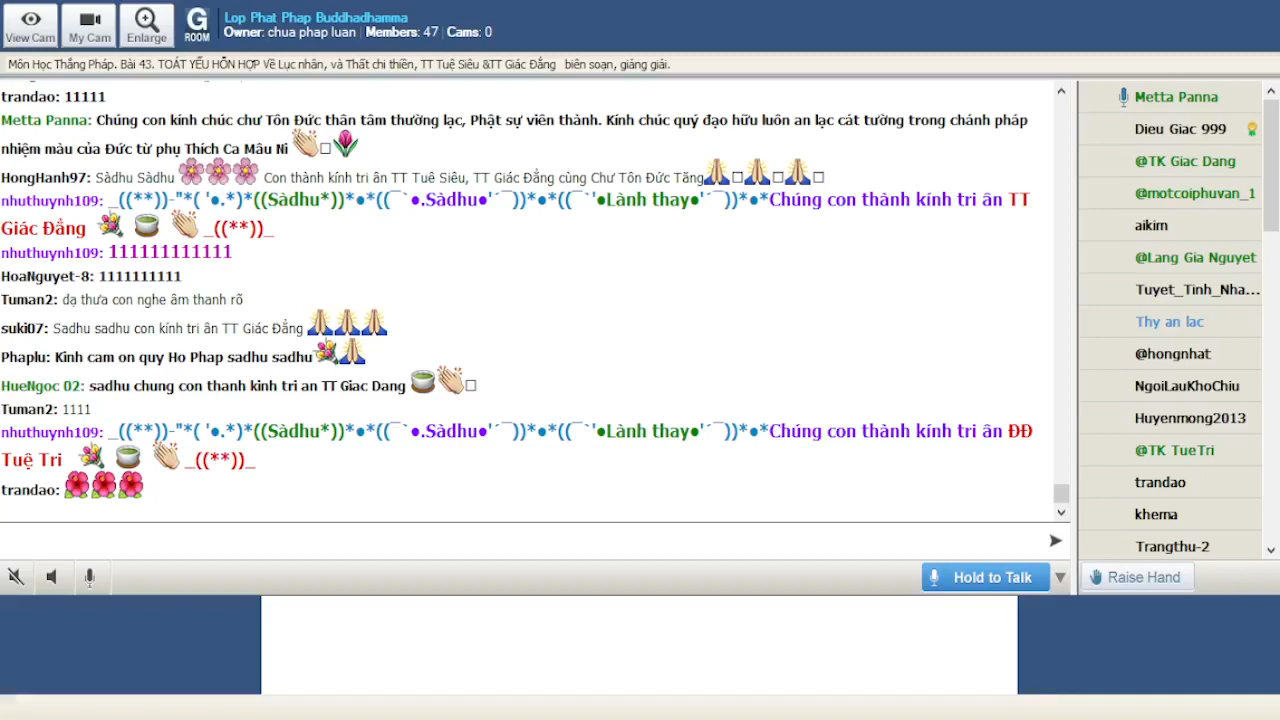 View Cam
My Cam
Enlarge
G
ROOM
Lop Phat Phap Buddhadhamma
Owner: chua phap luan | Members: 47 | Cams: 0
Môn Học Thắng Pháp. Bài 43. TOÁT YẾU HỖN HỢP Về Lục nhân, và Thất chi thiền, TT Tuệ Siêu &TT Giác Đẳng biên soạn, giảng giải.
trandao: 11111
Metta Panna: Chúng con kính chúc chư Tôn Đức thân tâm thường lạc, Phật sự viên thành. Kính chúc quý đạo hữu luôn an lạc cát tường trong chánh pháp
nhiệm màu của Đức từ phụ Thích Ca Mâu Ni 👏□🌷
HongHanh97: Sàdhu Sàdhu 🌸🌸🌸 Con thành kính tri ân TT Tuê Siêu, TT Giác Đẳng cùng Chư Tôn Đức Tăng🙏□🙏□🙏□
nhuthuynh109: _((**))-"*( '●.*)*((Sàdhu*))*●*((¯`●.Sàdhu●'´¯))*●*((¯`'●Lành thay●'´¯))*●*Chúng con thành kính tri ân TT
Giác Đẳng 💐 🍵 👏 _((**))_
nhuthuynh109: 111111111111
HoaNguyet-8: 1111111111
Tuman2: dạ thưa con nghe âm thanh rõ
suki07: Sadhu sadhu con kính tri ân TT Giác Đẳng 🙏🙏🙏
Phaplu: Kinh cam on quy Ho Phap sadhu sadhu💐🙏
HueNgoc 02: sadhu chung con thanh kinh tri an TT Giac Dang 🍵👏□
Tuman2: 1111
nhuthuynh109: _((**))-"*( '●.*)*((Sàdhu*))*●*((¯`●.Sàdhu●'´¯))*●*((¯`'●Lành thay●'´¯))*●*Chúng con thành kính tri ân ĐĐ
Tuệ Tri 💐 🍵 👏 _((**))_
trandao: 🌺🌺🌺
Hold to Talk
Metta Panna
Dieu Giac 999
@TK Giac Dang
@motcoiphuvan_1
aikim
@Lang Gia Nguyet
Tuyet_Tinh_Nha...
Thy an lac
@hongnhat
NgoiLauKhoChiu
Huyenmong2013
@TK TueTri
trandao
khema
Trangthu-2
Raise Hand